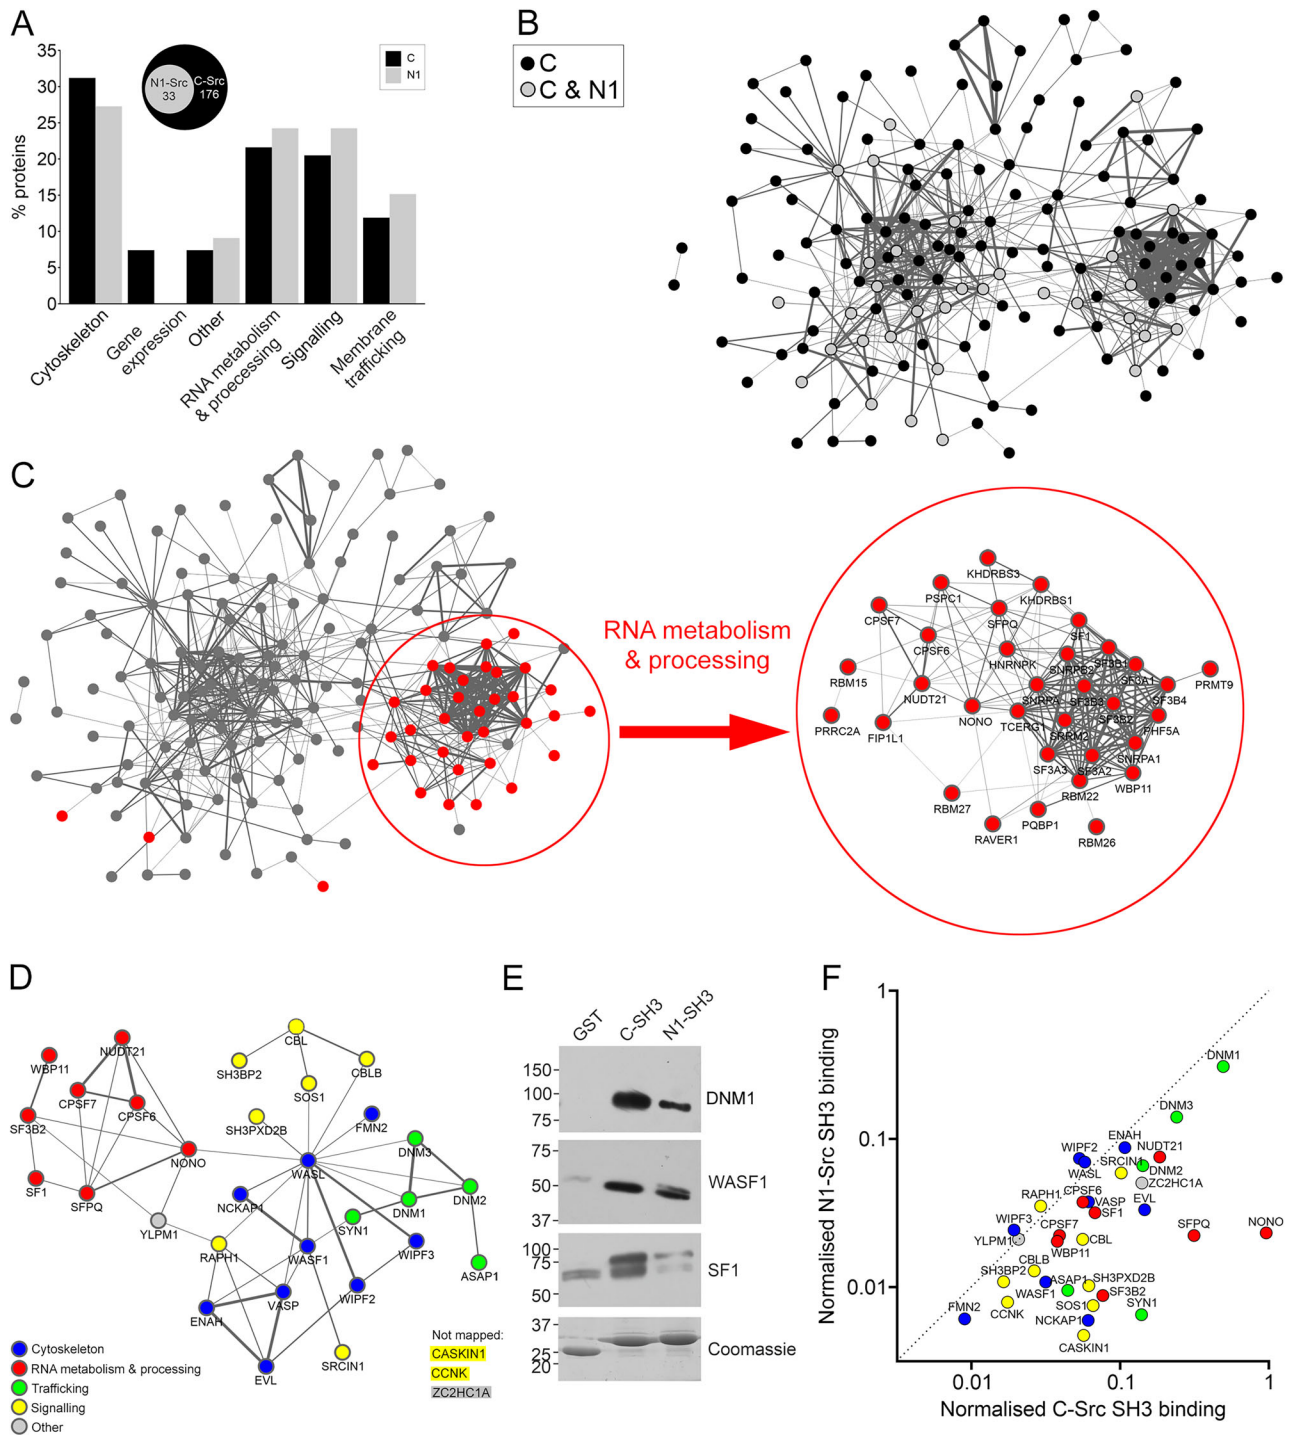 A
35
30
25
20
15
10
5
0
% proteins
N1-Src
33
C-Src
176
C
N1
Cytoskeleton
Gene
expression
Other
RNA metabolism
& proecessing
Signalling
Membrane
trafficking
B
C
C & N1
C
RNA metabolism
& processing
KHDRBS3
PSPC1
KHDRBS1
CPSF7
SFPQ
SF1
CPSF6
HNRNPK
SNRPB2
SF3B1
SF3A1
RBM15
NUDT21
SNRPA
SF3B3
SF3B4
PRMT9
PRRC2A
FIP1L1
NONO
TCERG1
SF3B2
PHF5A
SRRM2
SNRPA1
SF3A3
SF3A2
WBP11
RBM22
RBM27
RAVER1
PQBP1
RBM26
D
NUDT21
WBP11
CPSF7
CPSF6
SF3B2
NONO
SF1
SFPQ
YLPM1
CBL
SH3BP2
CBLB
SOS1
SH3PXD2B
FMN2
WASL
DNM3
NCKAP1
DNM1
DNM2
SYN1
RAPH1
WASF1
WIPF3
ASAP1
VASP
WIPF2
ENAH
EVL
SRCIN1
Cytoskeleton
RNA metabolism & processing
Trafficking
Signalling
Other
Not mapped:
CASKIN1
CCNK
ZC2HC1A
E
GST
C-SH3
N1-SH3
150
100
75
DNM1
75
50
37
WASF1
100
75
50
SF1
37
25
20
Coomassie
F
Normalised N1-Src SH3 binding
1
0.1
0.01
DNM1
DNM3
ENAH
WIPF2
NUDT21
SRCIN1
WASL
DNM2
ZC2HC1A
CPSF6
RAPH1
VASP
EVL
SF1
WIPF3
CPSF7
SFPQ
NONO
YLPM1
CBL
WBP11
CBLB
SH3BP2
ASAP1
SH3PXD2B
WASF1
SF3B2
FMN2
CCNK
SOS1
SYN1
NCKAP1
CASKIN1
0.01
0.1
1
Normalised C-Src SH3 binding